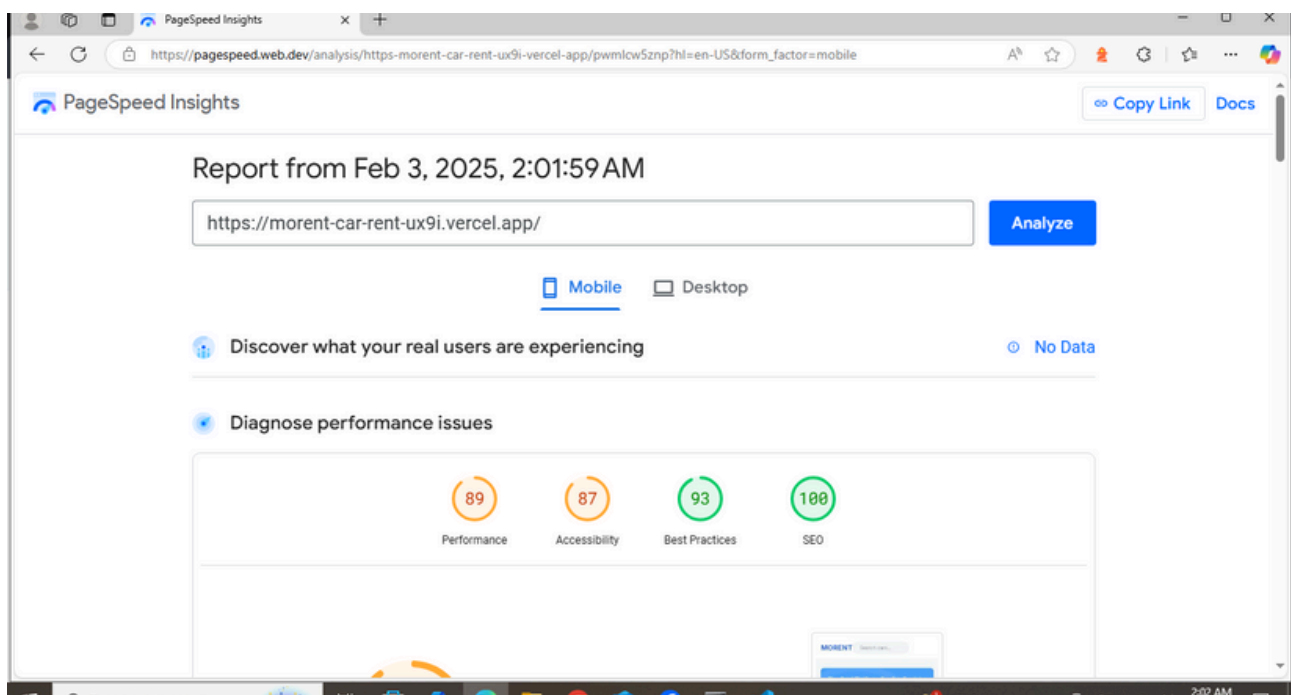 PageSpeed Insights
https://pagespeed.web.dev/analysis/https-morent-car-rent-ux9i-vercel-app/pwmlcw5znp?hl=en-US&form_factor=mobile
PageSpeed Insights
Copy Link Docs
Report from Feb 3, 2025, 2:01:59 AM
https://morent-car-rent-ux9i.vercel.app/
Analyze
Mobile Desktop
Discover what your real users are experiencing No Data
Diagnose performance issues
89 87 93 100
Performance Accessibility Best Practices SEO
MORENT
2:02 AM